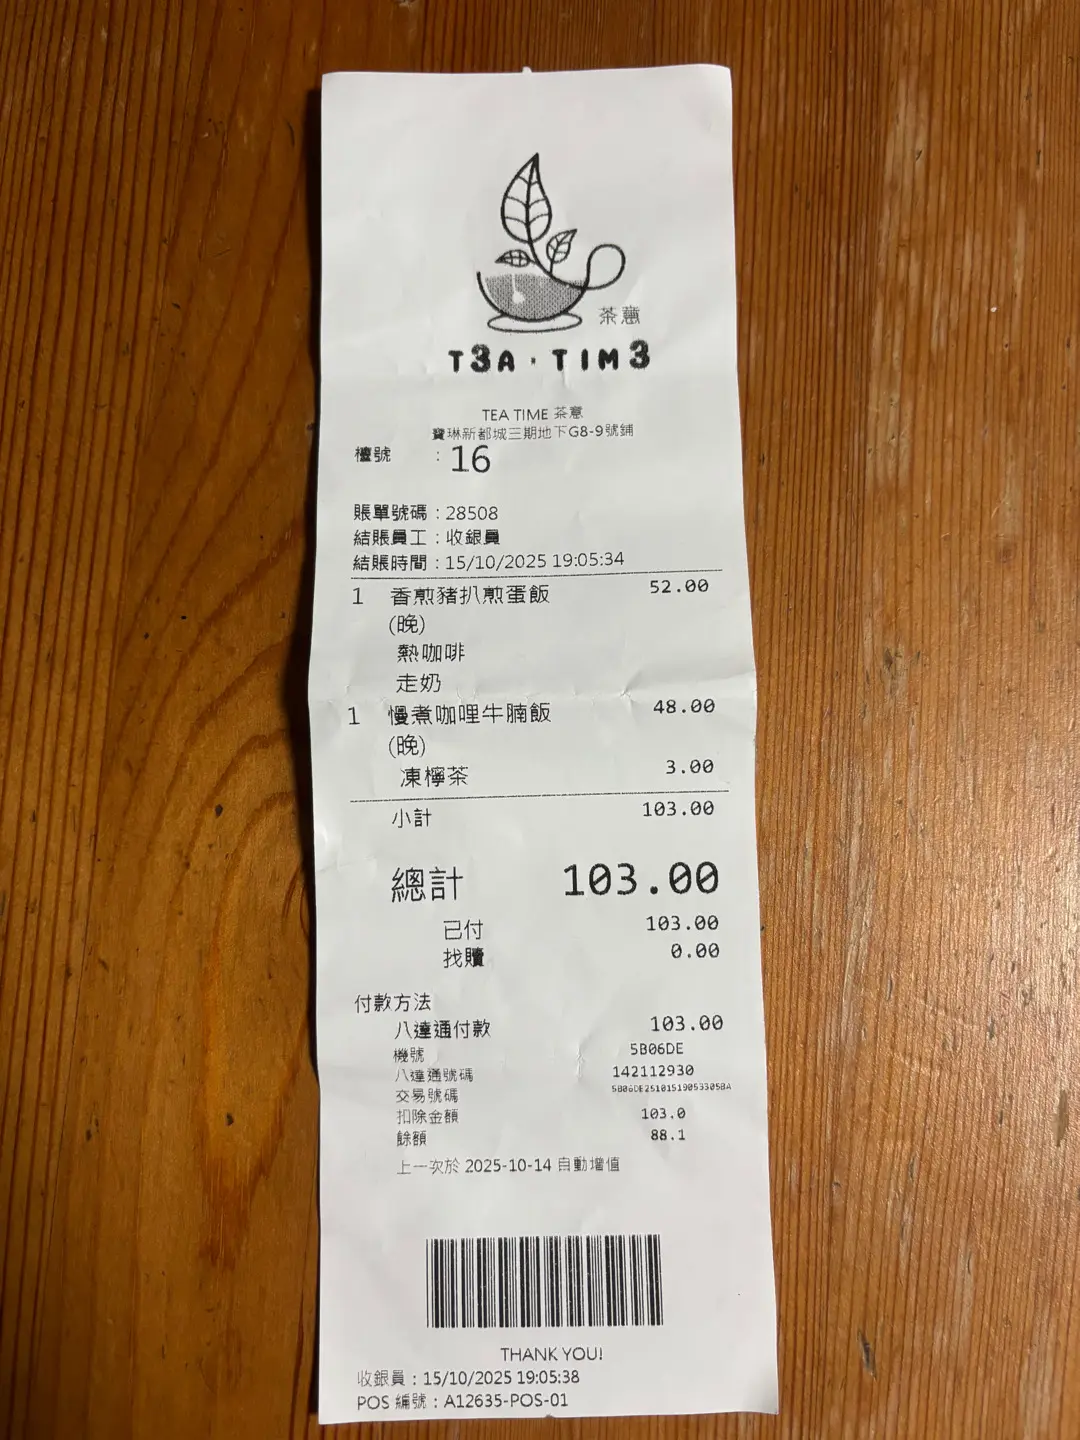 茶意
T3A · TIM3
TEA TIME 茶意
寶琳新都城三期地下G8-9號鋪
檯號 : 16
賬單號碼 : 28508
結賬員工 : 收銀員
結賬時間 : 15/10/2025 19:05:34
1 香煎豬扒煎蛋飯 52.00
(晚)
熱咖啡
走奶
1 慢煮咖哩牛腩飯 48.00
(晚)
凍檸茶 3.00
小計 103.00
總計 103.00
已付 103.00
找贖 0.00
付款方法
八達通付款 103.00
機號 5B06DE
八達通號碼 142112930
交易號碼 5B06DE25101519053305BA
扣除金額 103.0
餘額 88.1
上一次於 2025-10-14 自動增值
THANK YOU!
收銀員 : 15/10/2025 19:05:38
POS 編號 : A12635-POS-01